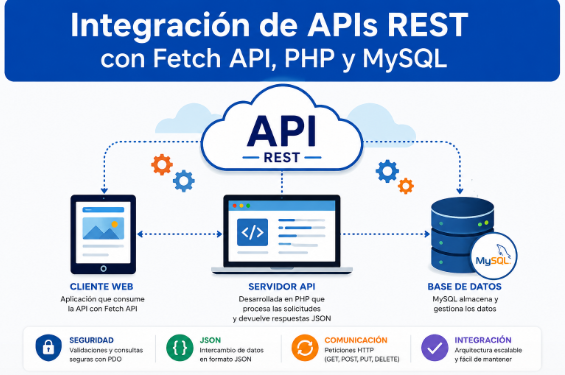 Integración de APIs REST
con Fetch API, PHP y MySQL
API
REST
</>
MySQL
CLIENTE WEB
Aplicación que consume
la API con Fetch API
SERVIDOR API
Desarrollada en PHP que
procesa las solicitudes
y devuelve respuestas JSON
BASE DE DATOS
MySQL almacena y
gestiona los datos
SEGURIDAD
Validaciones y consultas
seguras con PDO
{ }
JSON
Intercambio de datos
en formato JSON
COMUNICACIÓN
Peticiones HTTP
(GET, POST, PUT, DELETE)
INTEGRACIÓN
Arquitectura escalable
y fácil de mantener